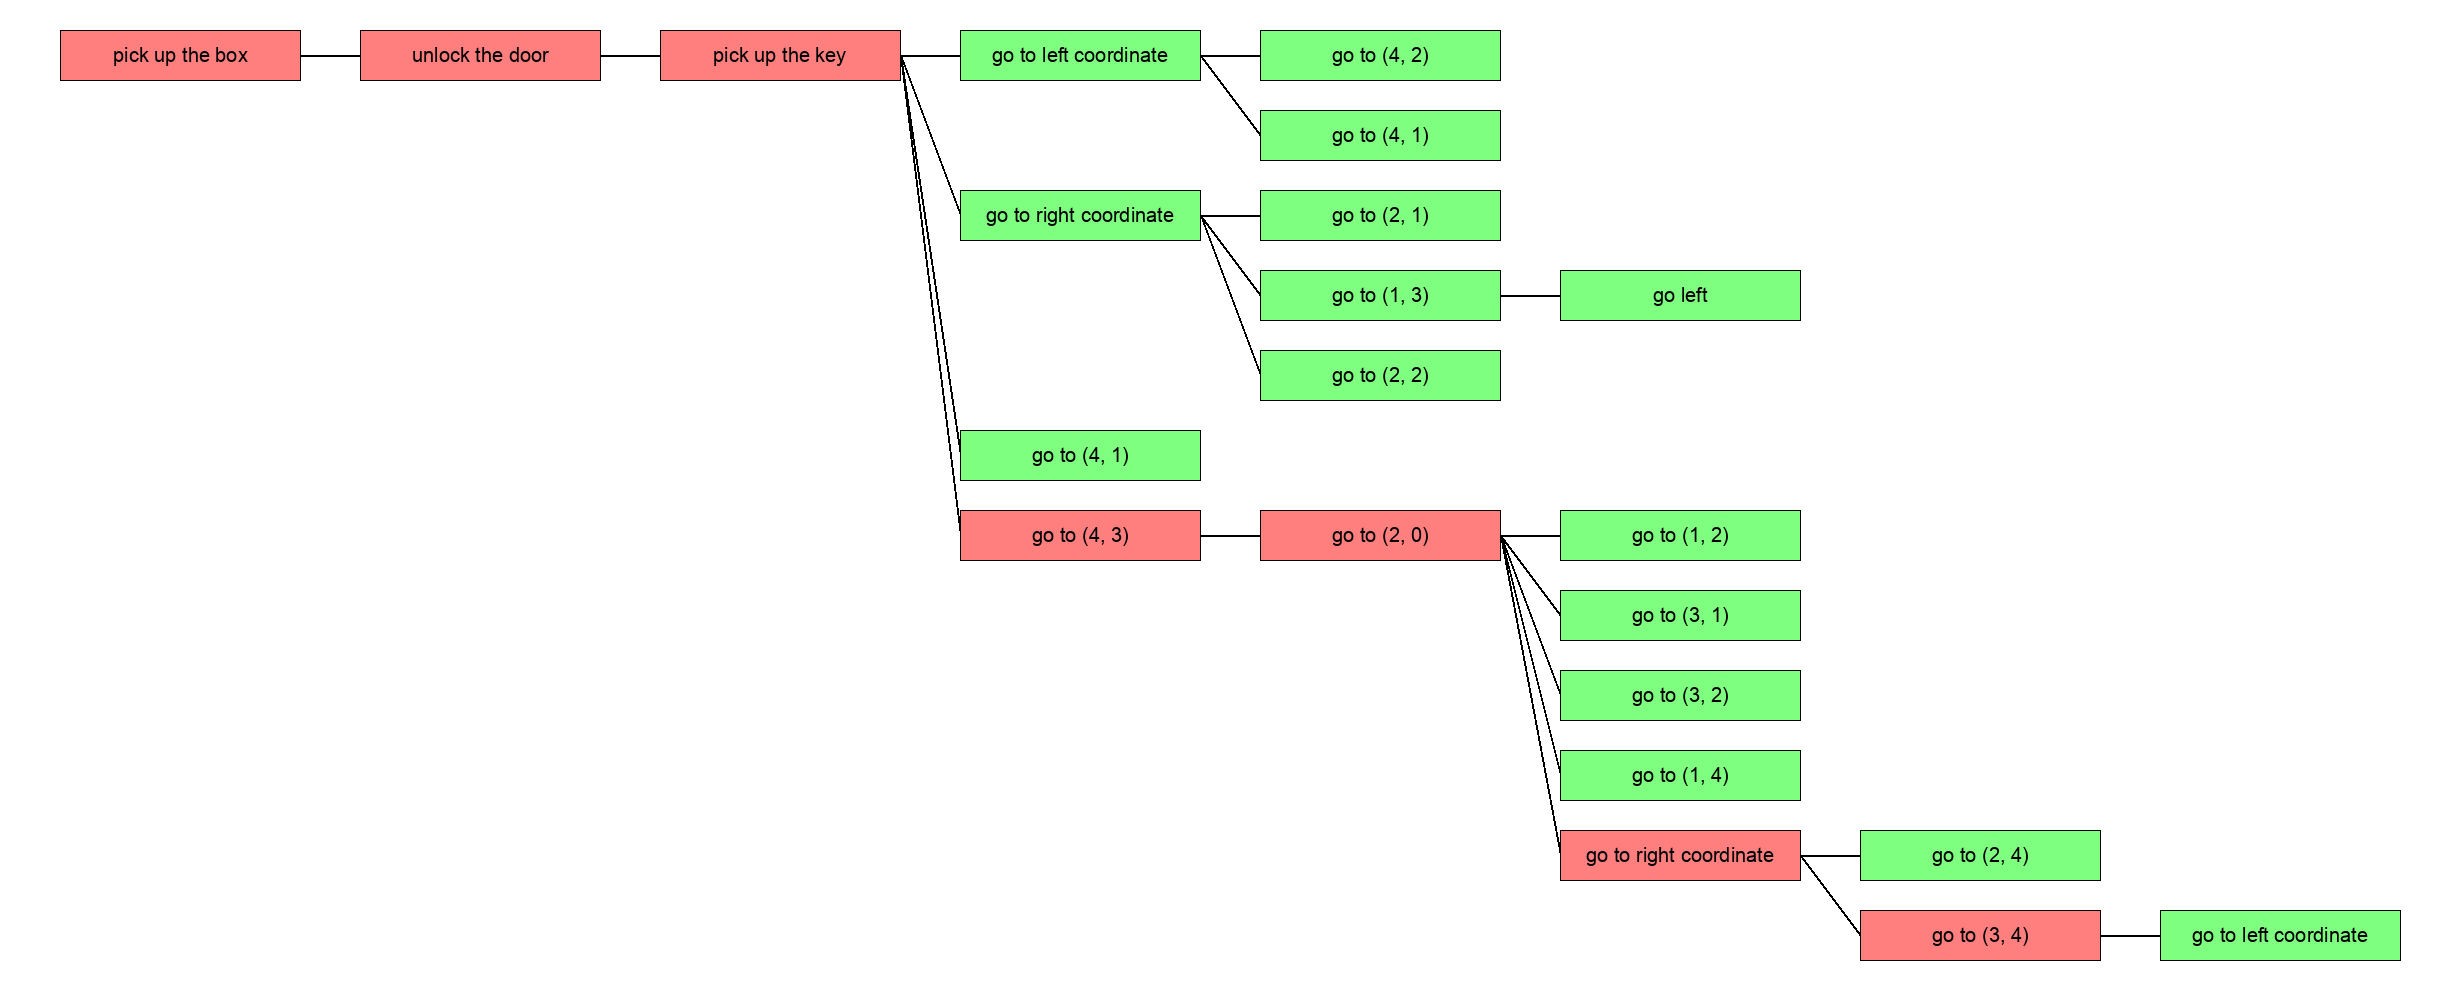 pick up the box
unlock the door
pick up the key
go to left coordinate
go to (4, 2)
go to (4, 1)
go to right coordinate
go to (2, 1)
go to (1, 3)
go left
go to (2, 2)
go to (4, 1)
go to (4, 3)
go to (2, 0)
go to (1, 2)
go to (3, 1)
go to (3, 2)
go to (1, 4)
go to right coordinate
go to (2, 4)
go to (3, 4)
go to left coordinate